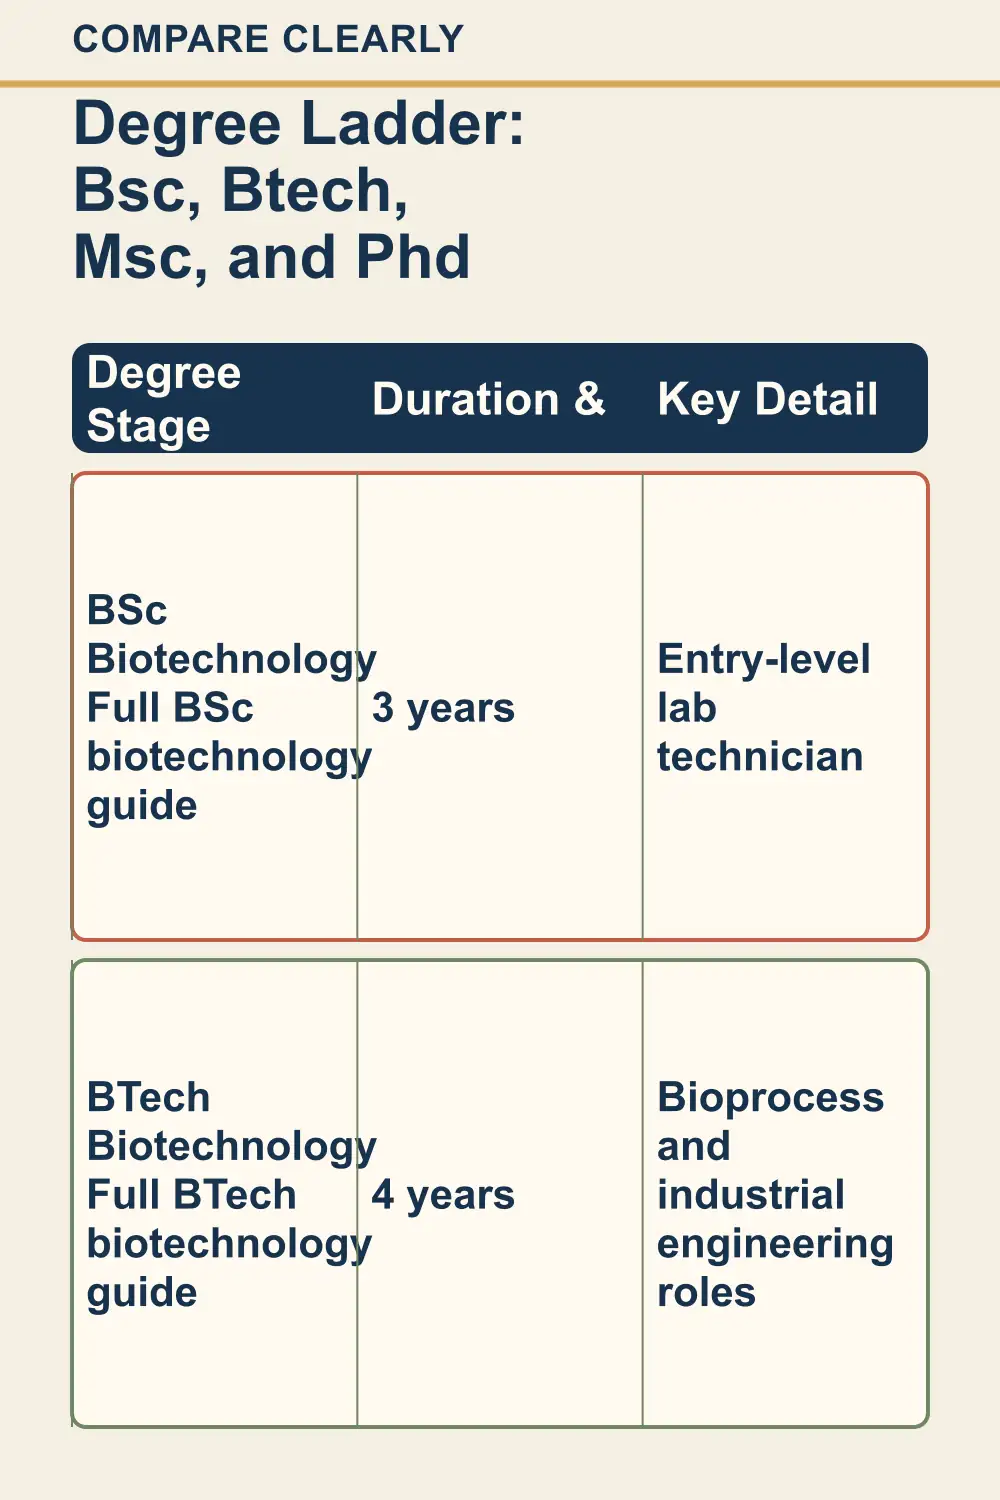 COMPARE CLEARLY
Degree Ladder:
Bsc, Btech,
Msc, and Phd
Degree
Stage
Duration &
Key Detail
BSc
Biotechnology
Full BSc
biotechnology
guide
3 years
Entry-level
lab
technician
BTech
Biotechnology
Full BTech
biotechnology
guide
4 years
Bioprocess
and
industrial
engineering
roles